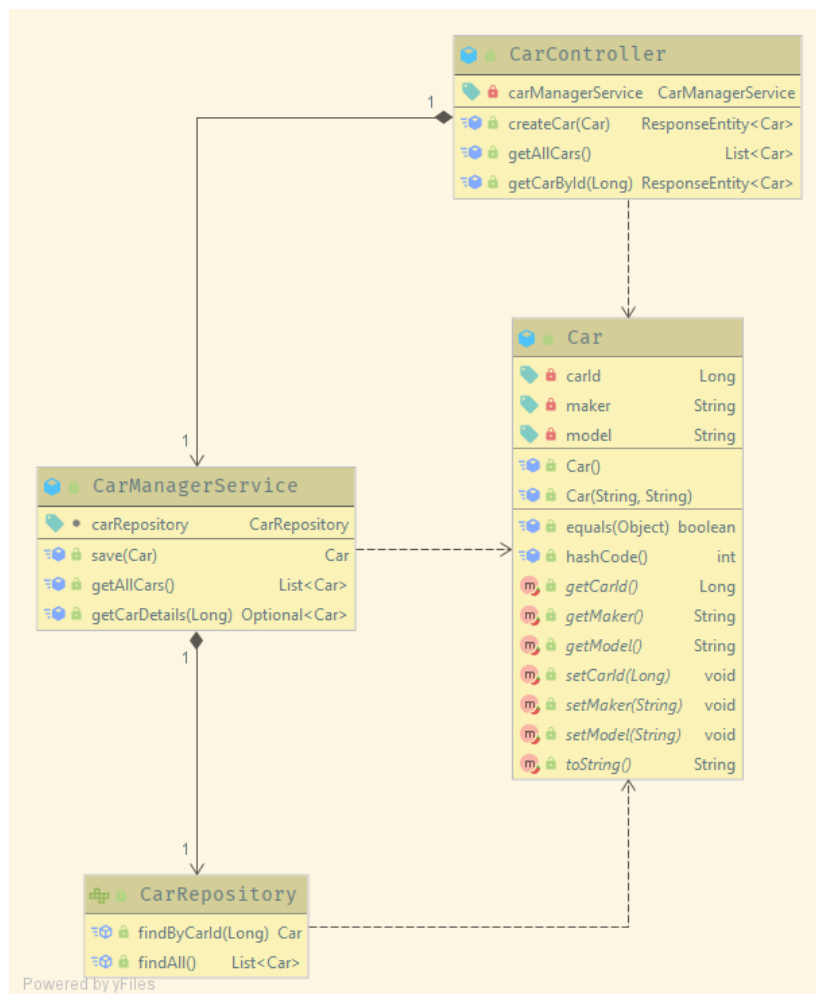 CarController
1
carManagerService CarManagerService
createCar(Car) ResponseEntity<Car>
getAllCars() List<Car>
getCarById(Long) ResponseEntity<Car>
Car
carId Long
maker String
model String
Car()
Car(String, String)
equals(Object) boolean
hashCode() int
getCarId() Long
getMaker() String
getModel() String
setCarId(Long) void
setMaker(String) void
setModel(String) void
toString() String
1
CarManagerService
carRepository CarRepository
save(Car) Car
getAllCars() List<Car>
getCarDetails(Long) Optional<Car>
1
1
CarRepository
findByCarId(Long) Car
findAll() List<Car>
Powered by yFiles